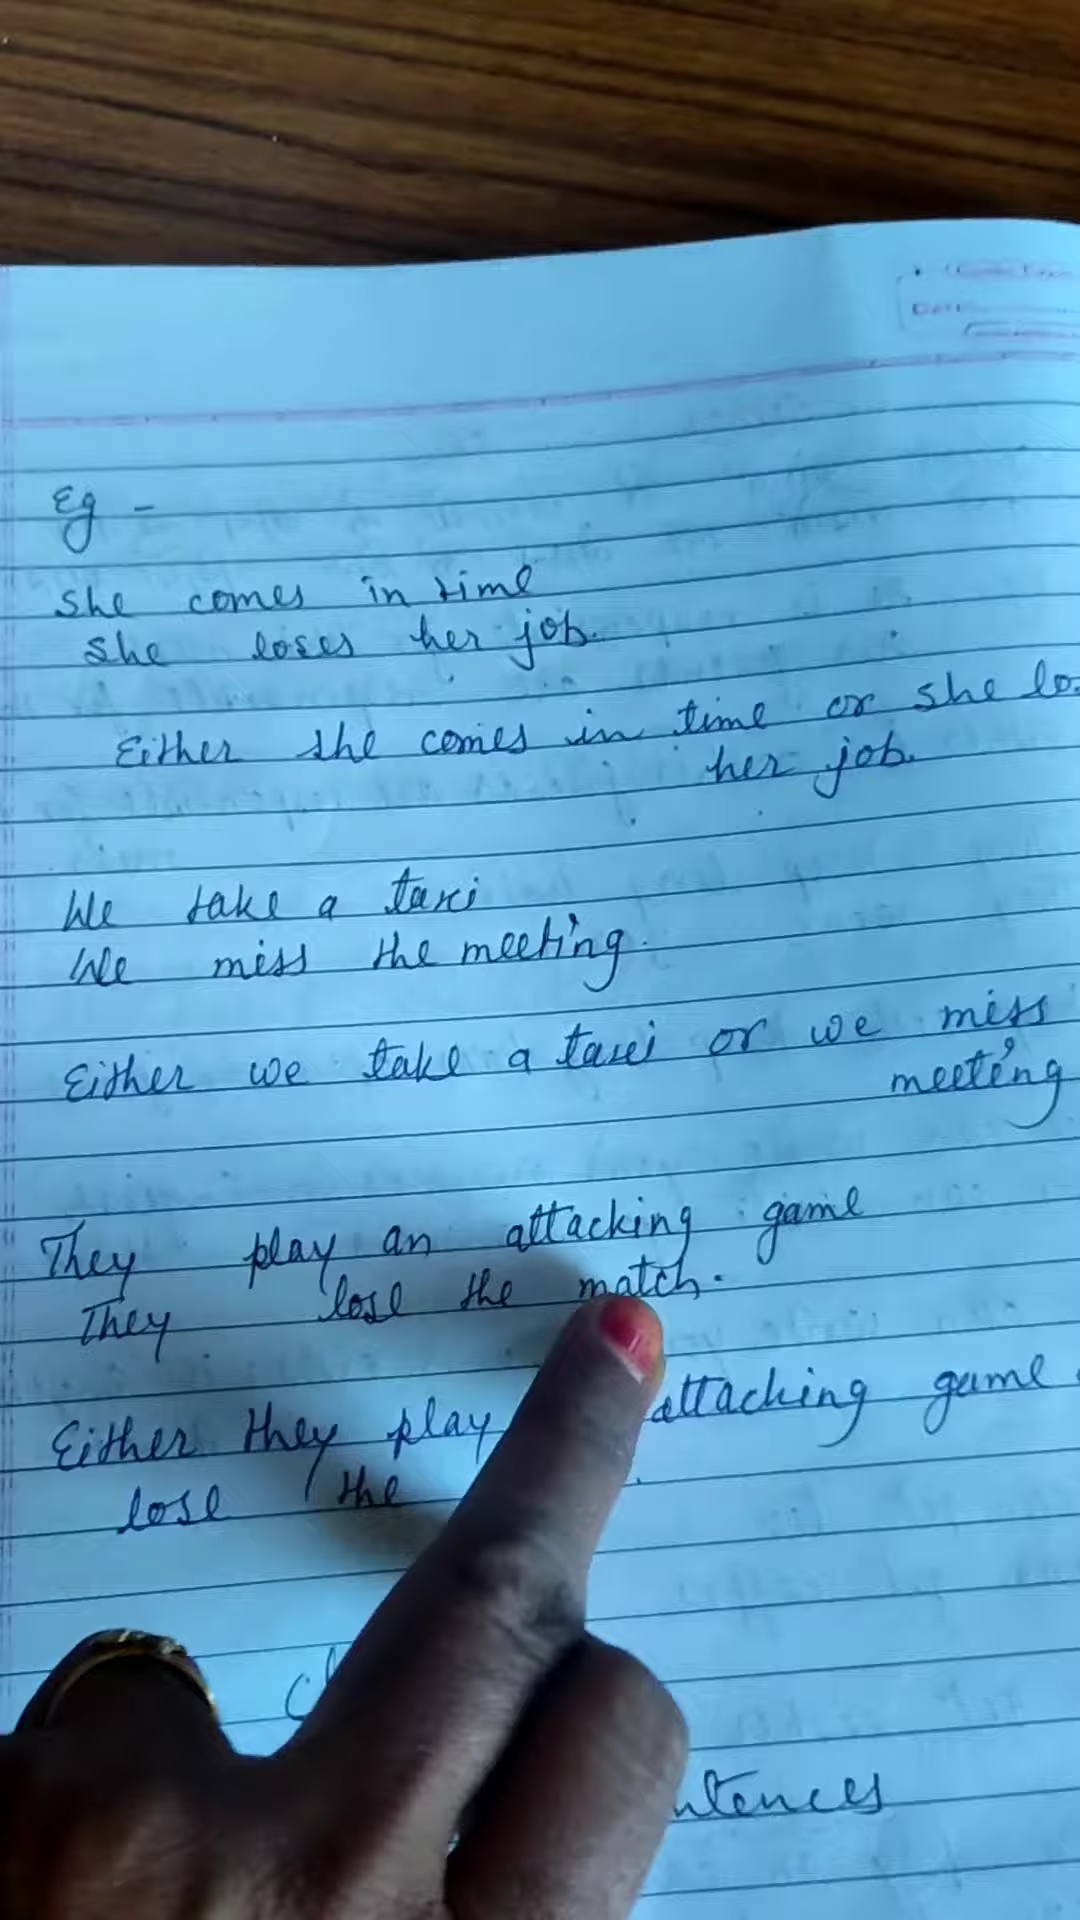 Eg -
She comes in time
She loses her job.
Either she comes in time or she lo
her job.
We take a taxi
We miss the meeting.
Either we take a taxi or we miss
meeting
They play an attacking game
They lose the match.
Either they play attacking game
lose the
ntences